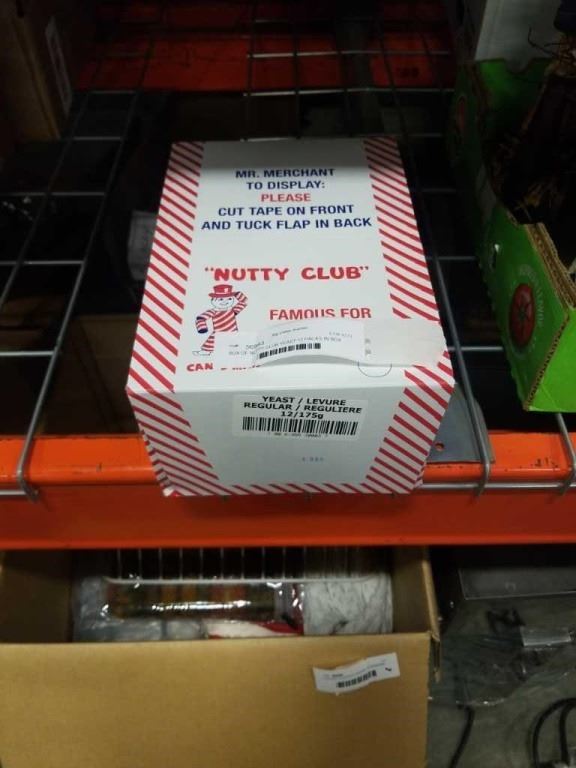 MR. MERCHANT
TO DISPLAY:
PLEASE
CUT TAPE ON FRONT
AND TUCK FLAP IN BACK
"NUTTY CLUB"
FAMOUS FOR
CAN
YEAST / LEVURE
REGULAR / REGULIERE
12/175g